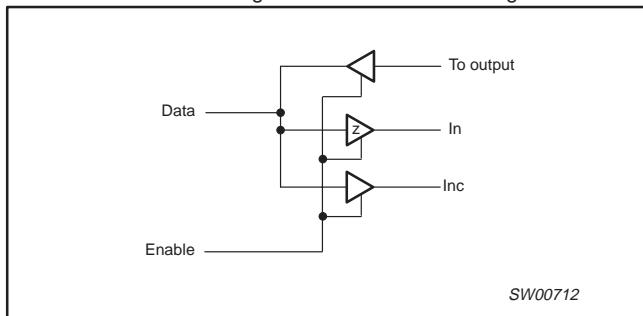 To output
Data
z
In
Inc
Enable
SW00712